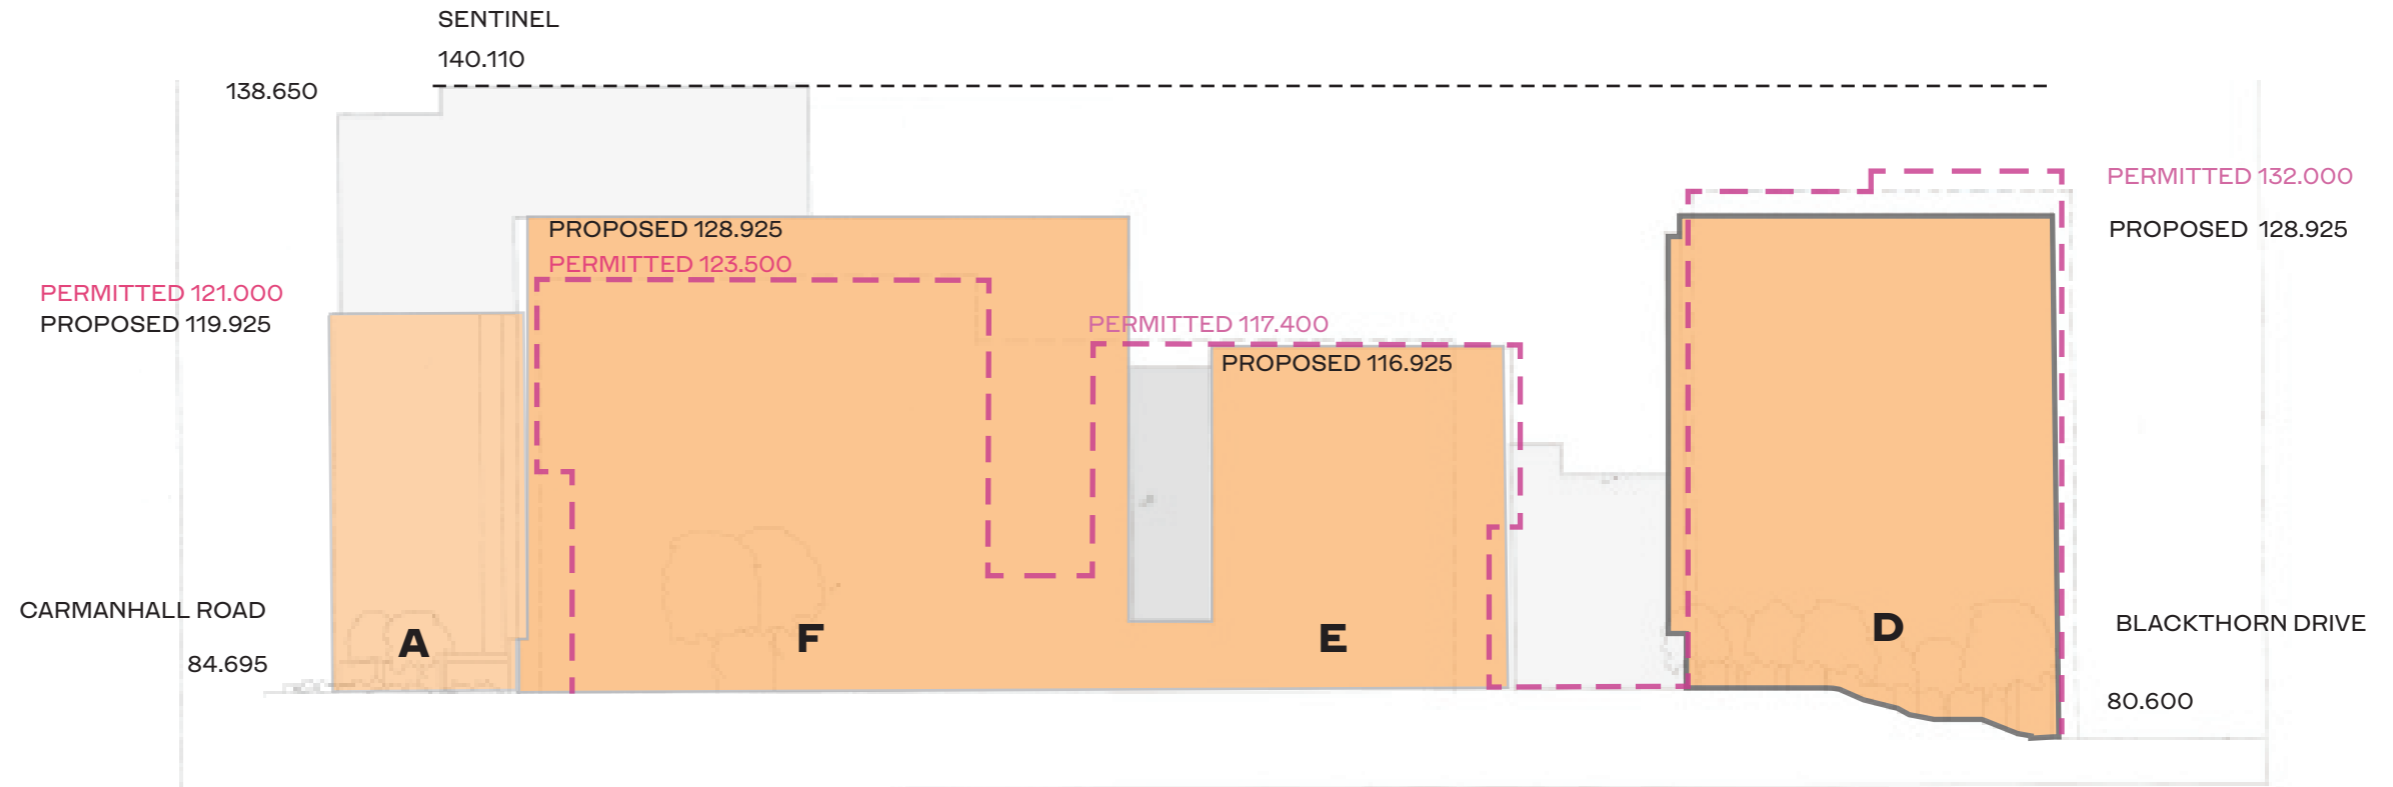 SENTINEL
140.110
138.650
PERMITTED 132.000
PROPOSED 128.925
PROPOSED 128.925
PERMITTED 123.500
PERMITTED 121.000
PROPOSED 119.925
PERMITTED 117.400
PROPOSED 116.925
CARMANHALL ROAD
84.695
A
F
E
D
BLACKTHORN DRIVE
80.600